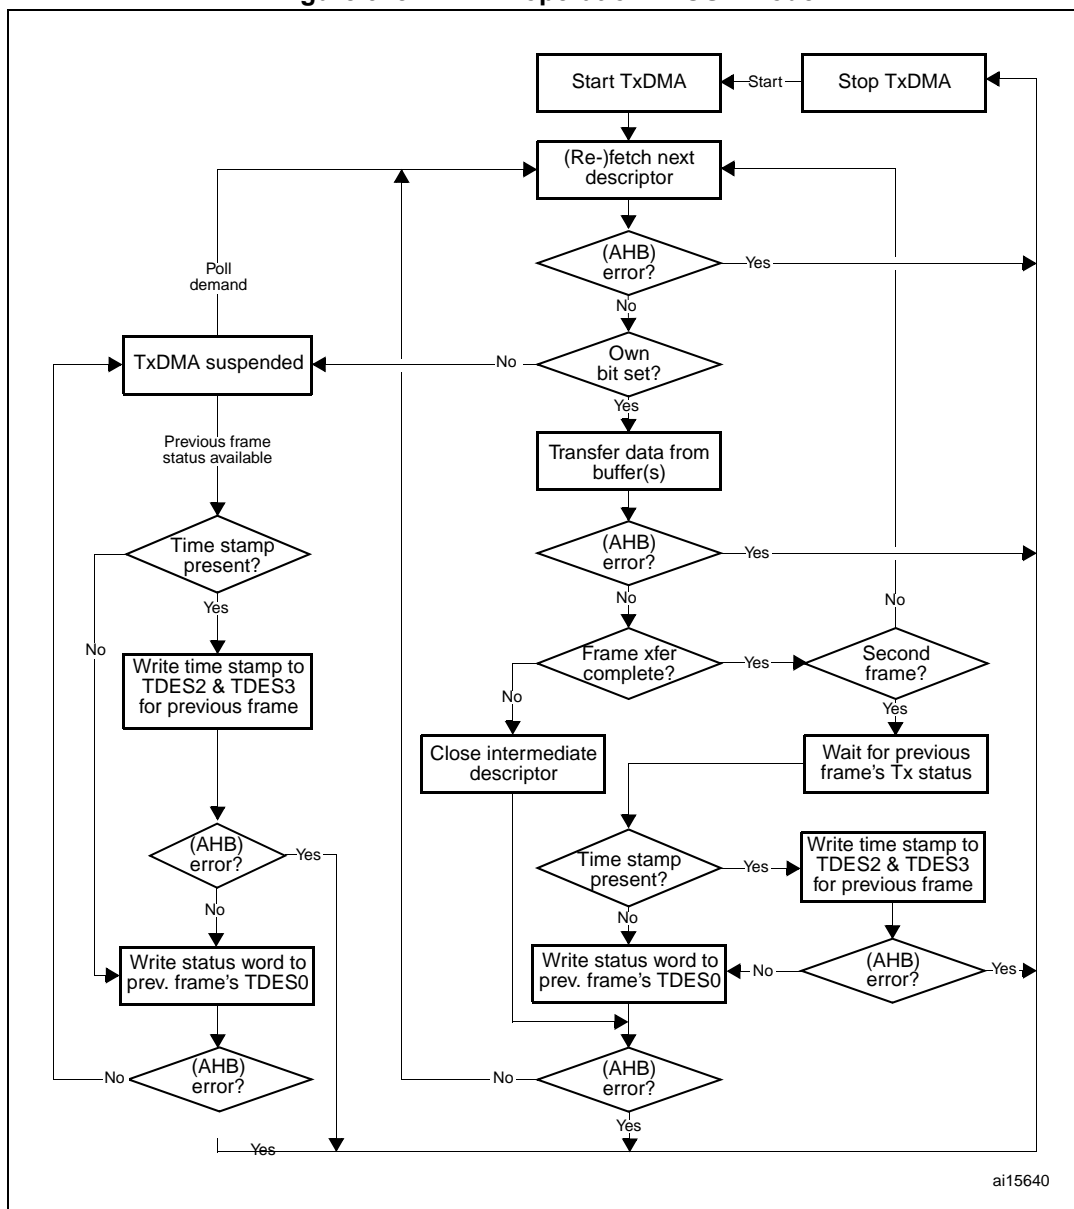 Start TxDMA
Start
Stop TxDMA
(Re-)fetch next
descriptor
(AHB)
error?
Yes
Poll
demand
No
TxDMA suspended
No
Own
bit set?
Yes
Previous frame
status available
Transfer data from
buffer(s)
Time stamp
present?
(AHB)
error?
Yes
Yes
No
No
No
Write time stamp to
TDES2 & TDES3
for previous frame
Frame xfer
complete?
Yes
Second
frame?
No
Yes
Close intermediate
descriptor
Wait for previous
frame's Tx status
(AHB)
error?
Yes
Time stamp
present?
Yes
Write time stamp to
TDES2 & TDES3
for previous frame
No
No
Write status word to
prev. frame's TDES0
Write status word to
prev. frame's TDES0
No
(AHB)
error?
Yes
No
(AHB)
error?
No
(AHB)
error?
Yes
Yes
ai15640